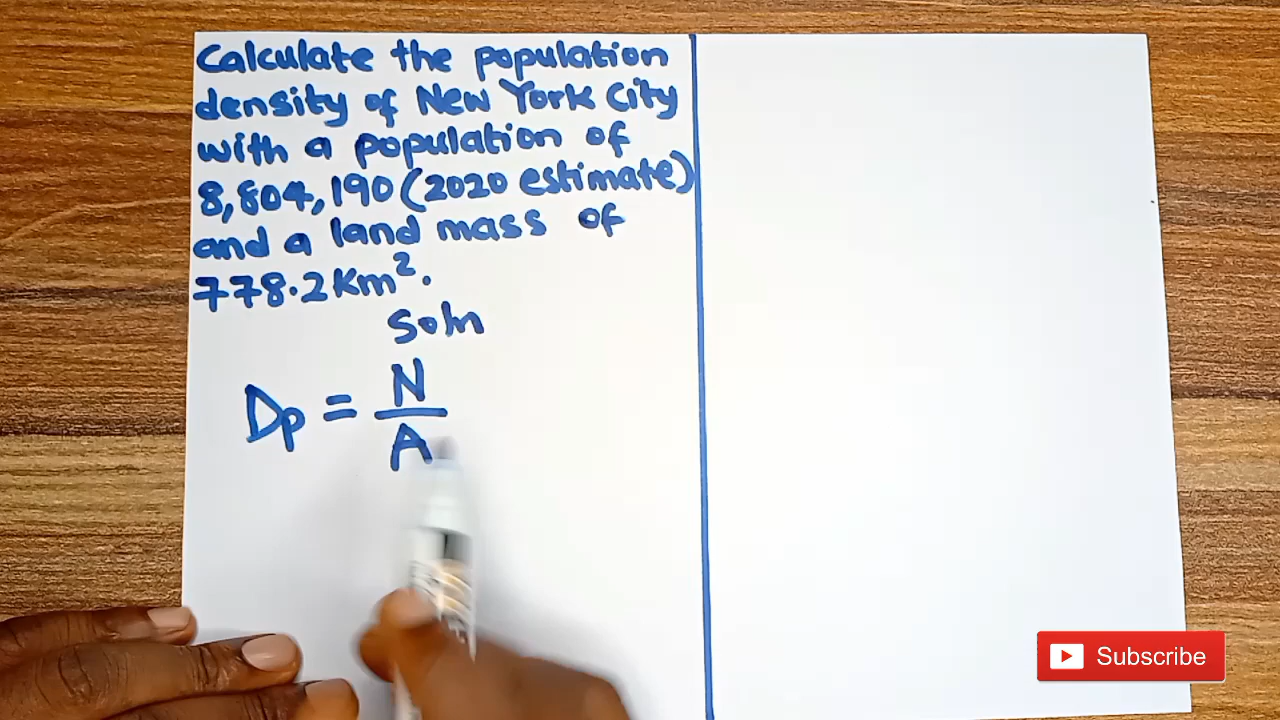 Calculate the population
density of New York City
with a population of
8,804,190 (2020 estimate)
and a land mass of
778.2Km².
Soln
Dp = N/A
Subscribe